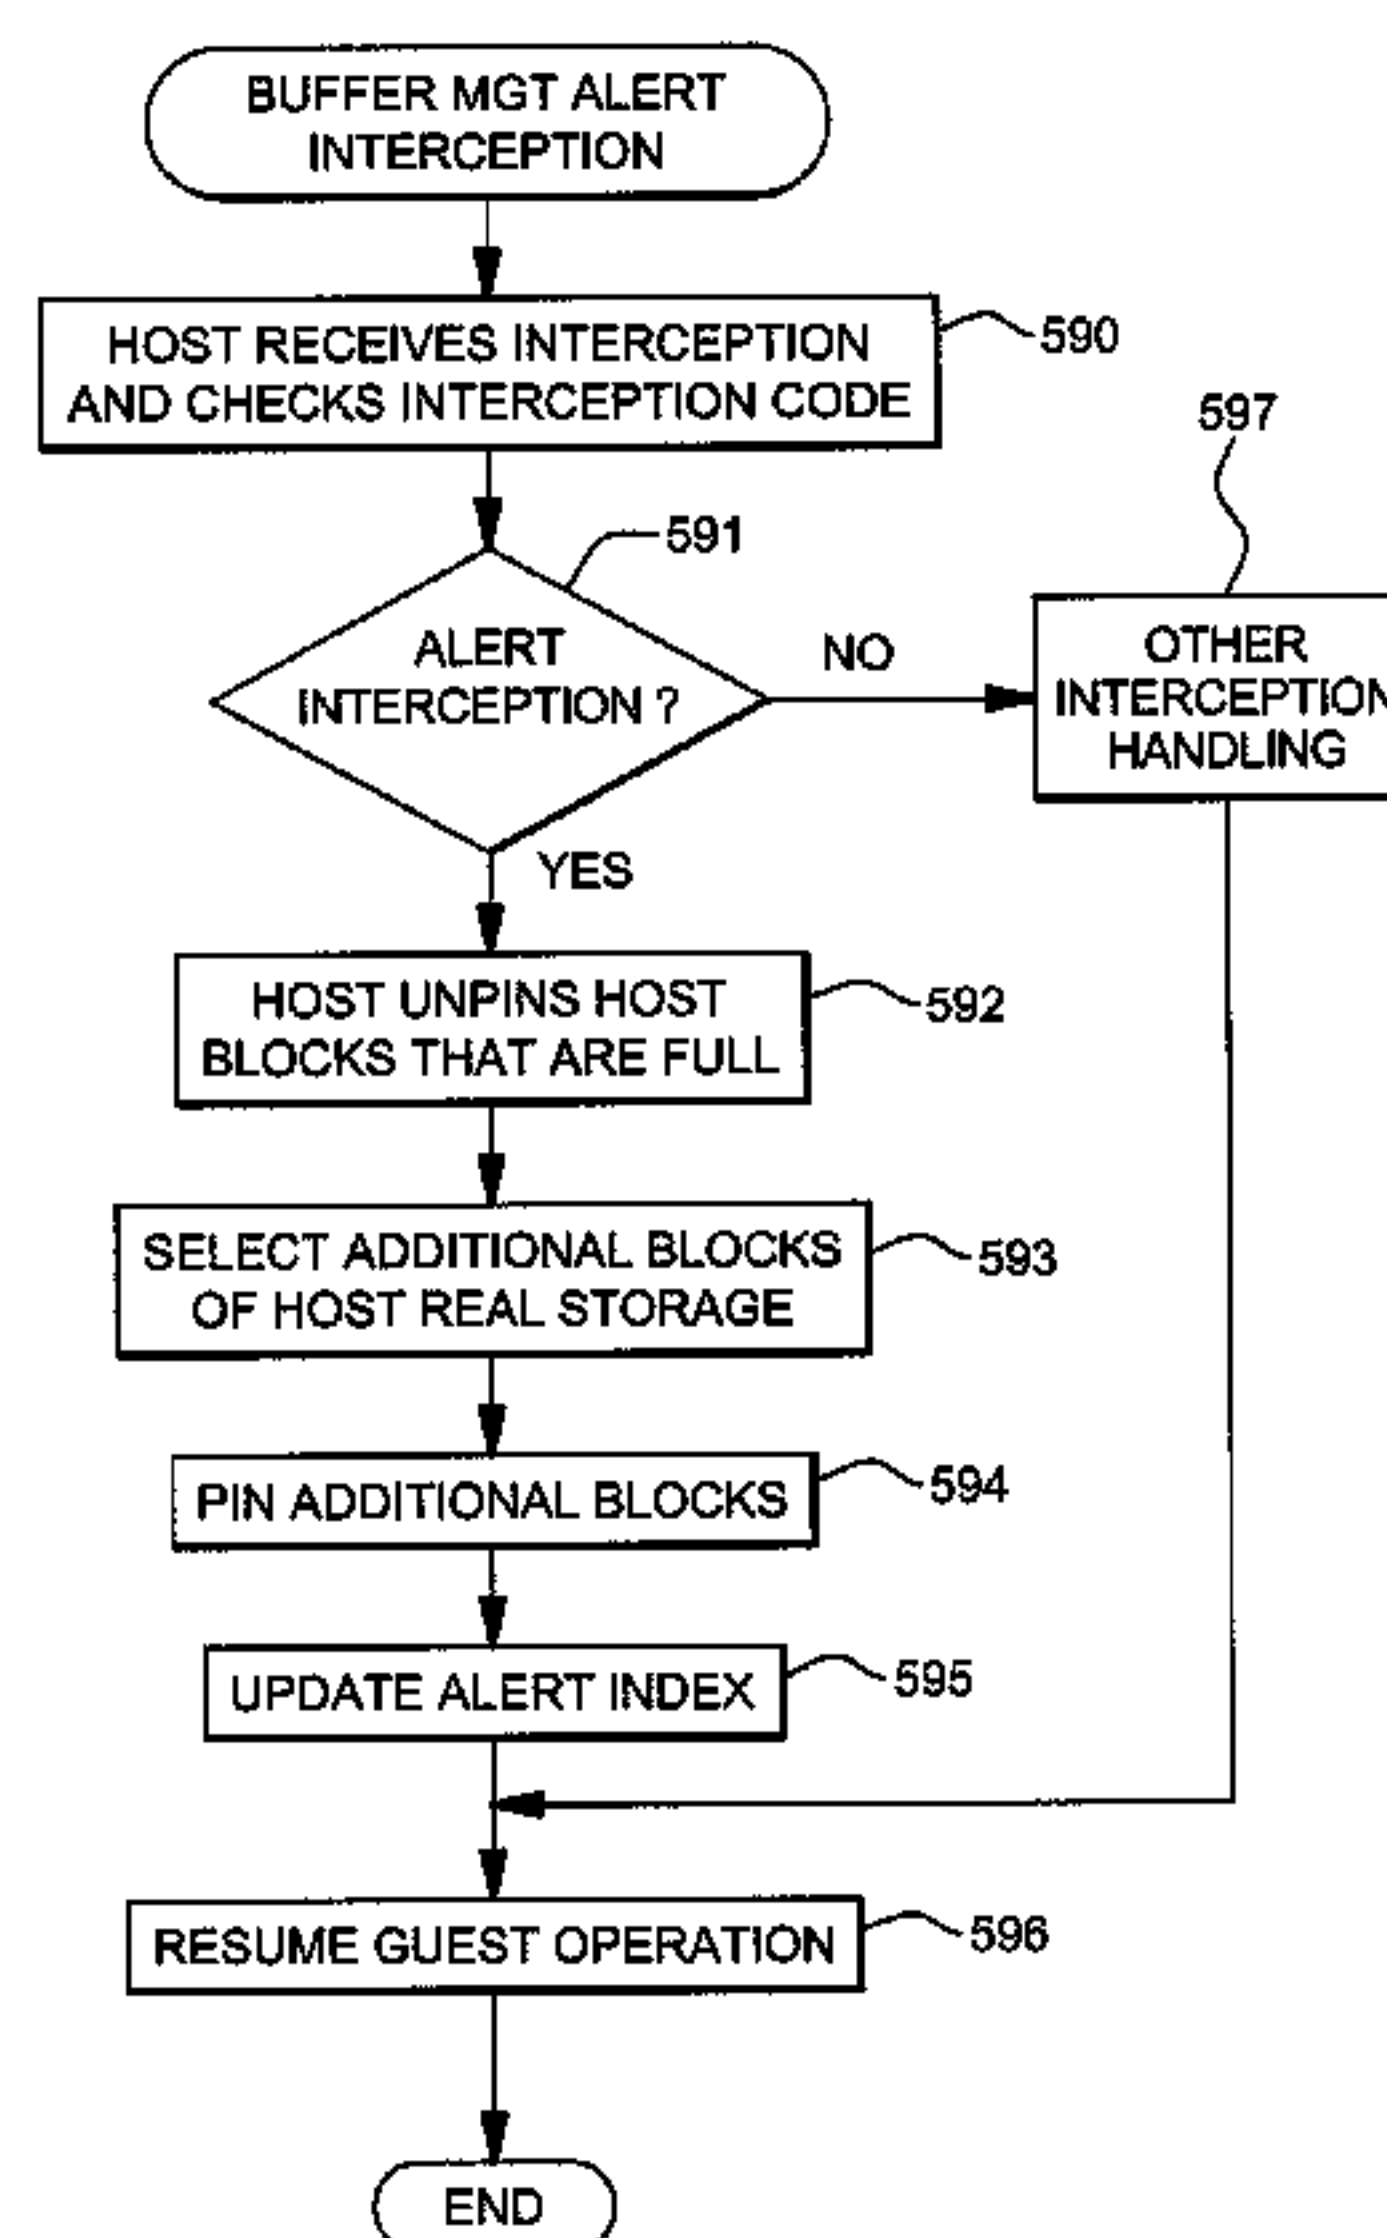 BUFFER MGT ALERT
INTERCEPTION
HOST RECEIVES INTERCEPTION
AND CHECKS INTERCEPTION CODE
590
597
591
ALERT
INTERCEPTION ?
NO
OTHER
INTERCEPTION
HANDLING
YES
HOST UNPINS HOST
BLOCKS THAT ARE FULL
592
SELECT ADDITIONAL BLOCKS
OF HOST REAL STORAGE
593
PIN ADDITIONAL BLOCKS
594
UPDATE ALERT INDEX
595
RESUME GUEST OPERATION
596
END